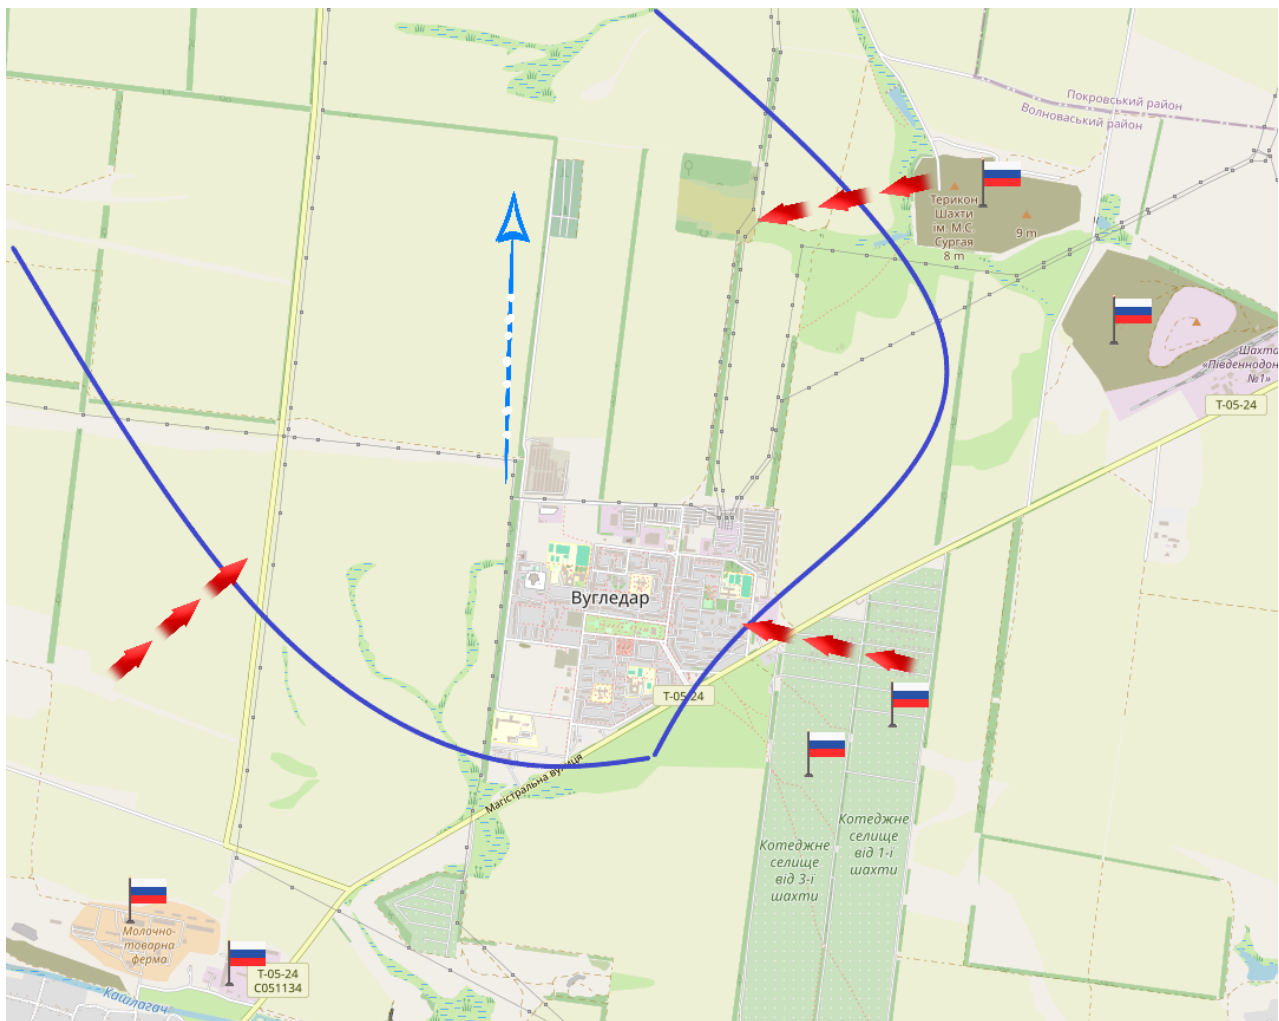 Покровський район
Волноваський район
Терикон
Шахти
ім. М.С.
Сургая
8 m
9 m
Шахта
«Південнодон
№1»
Т-05-24
Вугледар
Т-05-24
Магістральна вулиця
Котеджне
селище
від 1-ї
шахти
Котеджне
селище
від 3-ї
шахти
Молочно-
товарна
ферма
Т-05-24
С051134
Кашлагач